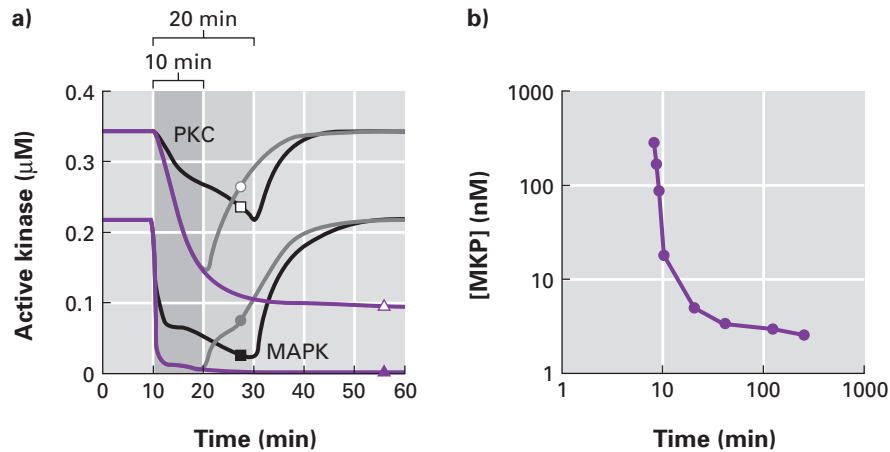 a)
20 min
10 min
0.4
0.3
0.2
0.1
0
PKC
MAPK
Active kinase (μM)
0 10 20 30 40 50 60
Time (min)
b)
1000
100
10
1
[MKP] (nM)
1 10 100 1000
Time (min)